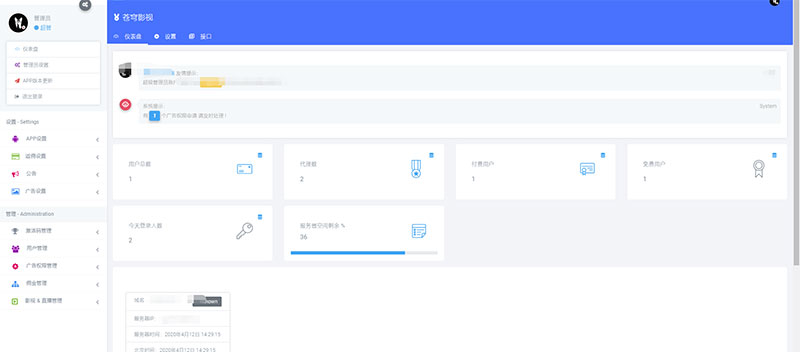 管理员
超管
仪表盘
管理员设置
APP版本更新
退出登录
设置 - Settings
APP设置
政府设置
公告
广告设置
管理 - Administration
激活码管理
用户管理
广告权限管理
佣金管理
影视 & 直播管理
苍穹影视
仪表盘
设置
接口
友情提示:
超级管理员账户
系统提示:
System
有 1 个广告权限申请 请及时处理！
用户总数
1
代理数
2
付费用户
1
免费用户
1
今天登录人数
2
服务器空间剩余 %
36
域名:
服务器IP:
服务器时间: 2020年4月12日 14:29:15
北京时间: 2020年4月12日 14:29:15